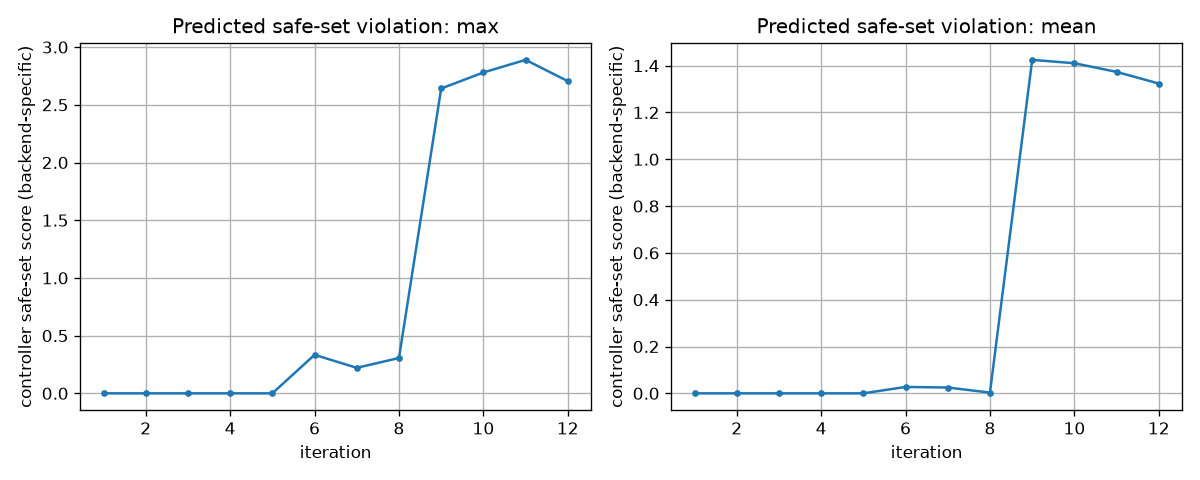 Predicted safe-set violation: max
controller safe-set score (backend-specific)
3.0
2.5
2.0
1.5
1.0
0.5
0.0
2 4 6 8 10 12
iteration
Predicted safe-set violation: mean
controller safe-set score (backend-specific)
1.4
1.2
1.0
0.8
0.6
0.4
0.2
0.0
2 4 6 8 10 12
iteration